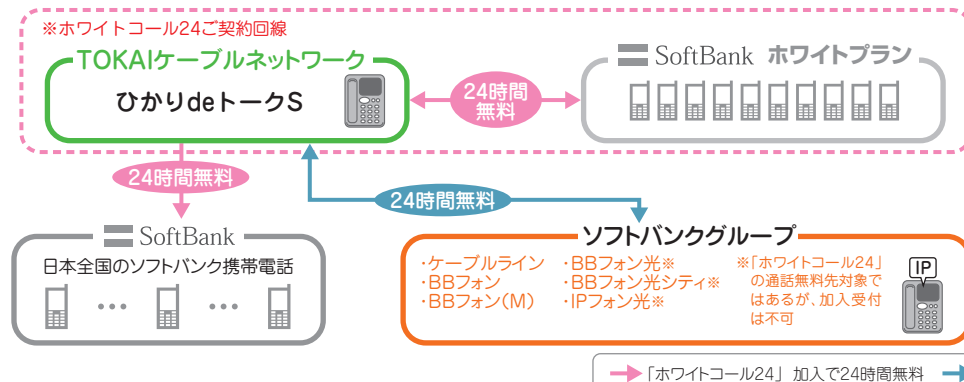 ※ホワイトコール24ご契約回線
TOKAIケーブルネットワーク
ひかりdeトークS
24時間
無料
SoftBank ホワイトプラン
24時間無料
24時間無料
SoftBank
日本全国のソフトバンク携帯電話
… …
ソフトバンクグループ
・ケーブルライン
・BBフォン
・BBフォン(M)
・BBフォン光※
・BBフォン光シティ※
・IPフォン光※
※「ホワイトコール24」
の通話無料先対象で
はあるが、加入受付
は不可
IP
「ホワイトコール24」加入で24時間無料